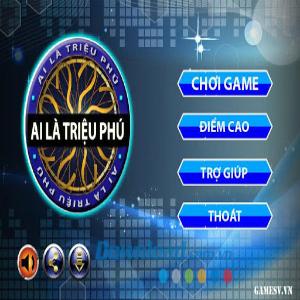 AI LÀ TRIỆU PHÚ
AI LÀ TRIỆU PHÚ
AI LÀ TRIỆU PHÚ
CHƠI GAME
ĐIỂM CAO
TRỢ GIÚP
THOÁT
GAMESV.VN